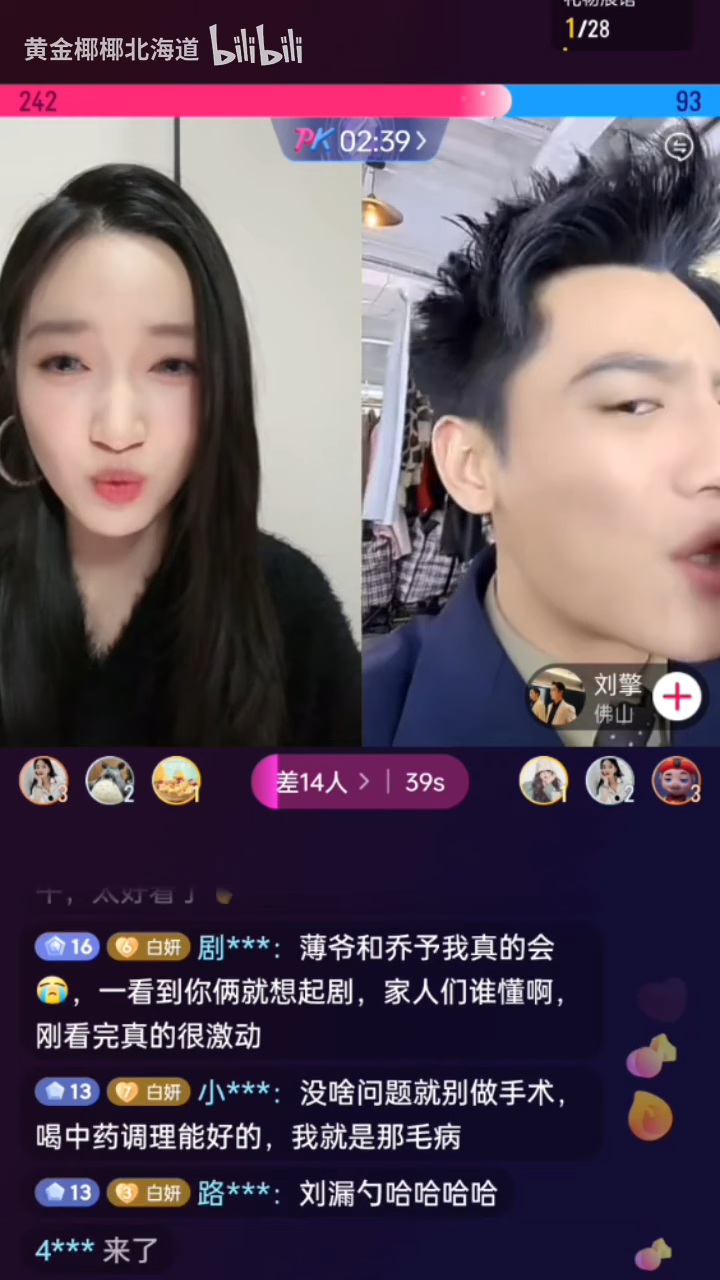 黄金椰椰北海道 bilibili
1/28
242
93
PK 02:39
刘擎
佛山
3
2
1
差14人 > | 39s
1
2
3
16 6 白妍 剧***: 薄爷和乔予我真的会
😭，一看到你俩就想起剧，家人们谁懂啊，
刚看完真的很激动
13 7 白妍 小***: 没啥问题就别做手术，
喝中药调理能好的，我就是那毛病
13 3 白妍 路***: 刘漏勺哈哈哈哈
4*** 来了